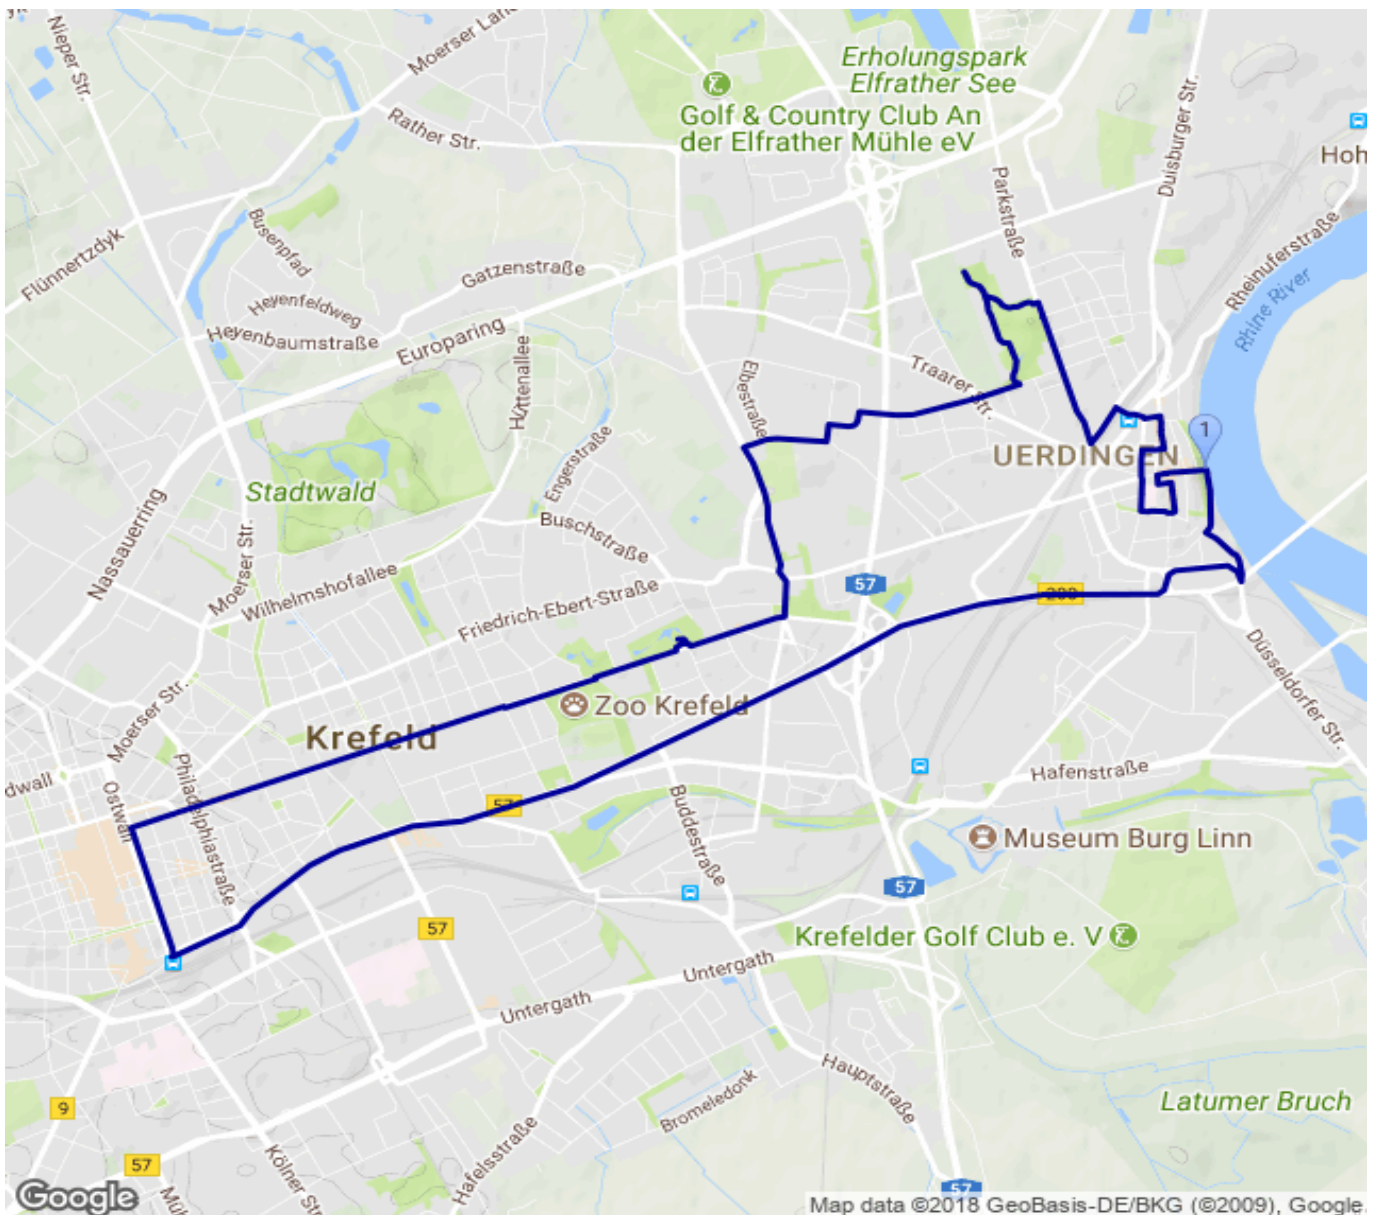 Nieper Str.
Moerser Land
Rather Str.
Erholungspark
Elfrather See
Golf & Country Club An
der Elfrather Mühle eV
Duisburger Str.
Hoh
Parkstraße
Busenpfad
Flünnertzdyk
Gatzenstraße
Rheinuferstraße
Heyenfeldweg
Heyenbaumstraße
Europaring
Rhine River
Hüttenallee
Elbestraße
Traarer Str.
1
UERDINGEN
Stadtwald
Engerstraße
Nassauerring
Buschstraße
Moerser Str.
Wilhelmshofallee
Friedrich-Ebert-Straße
57
Düsseldorfer Str.
Zoo Krefeld
Moerser Str.
Krefeld
Philadelphiastraße
dwall
Ostwall
Hafenstraße
Buddestraße
Museum Burg Linn
57
57
Krefelder Golf Club e. V
Untergath
Untergath
Hauptstraße
Bromeledonk
Latumer Bruch
9
57
Kölner Str
Hafelsstraße
57
Google
Map data ©2018 GeoBasis-DE/BKG (©2009), Google